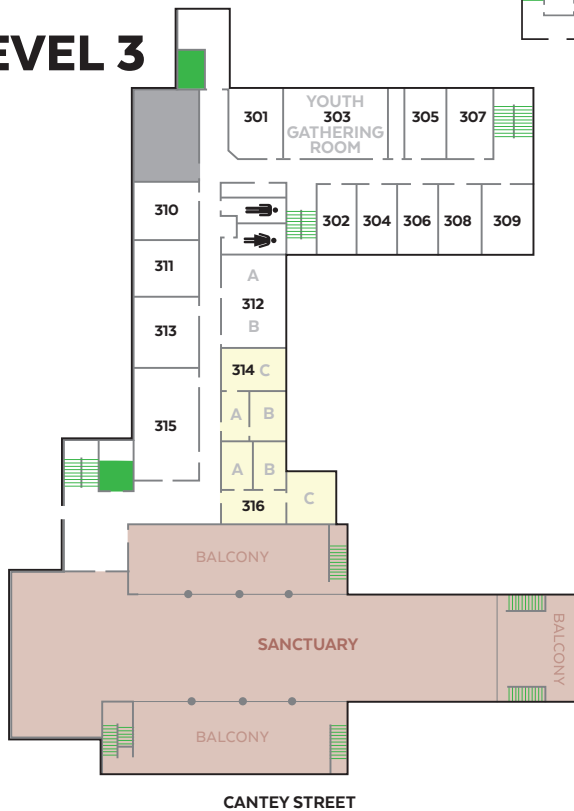 EVEL 3
301
YOUTH
303
GATHERING
ROOM
305
307
310
302
304
306
308
309
311
A
312
B
313
314 C
A
B
315
A
B
C
316
BALCONY
SANCTUARY
BALCONY
BALCONY
CANTEY STREET